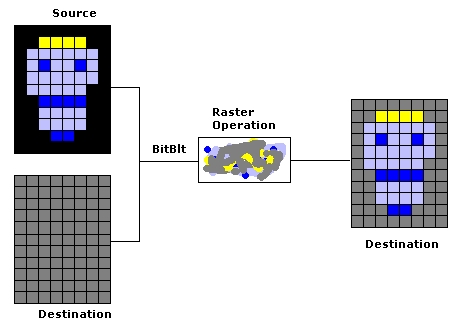 Source
Raster
Operation
BitBlt
Destination
Destination